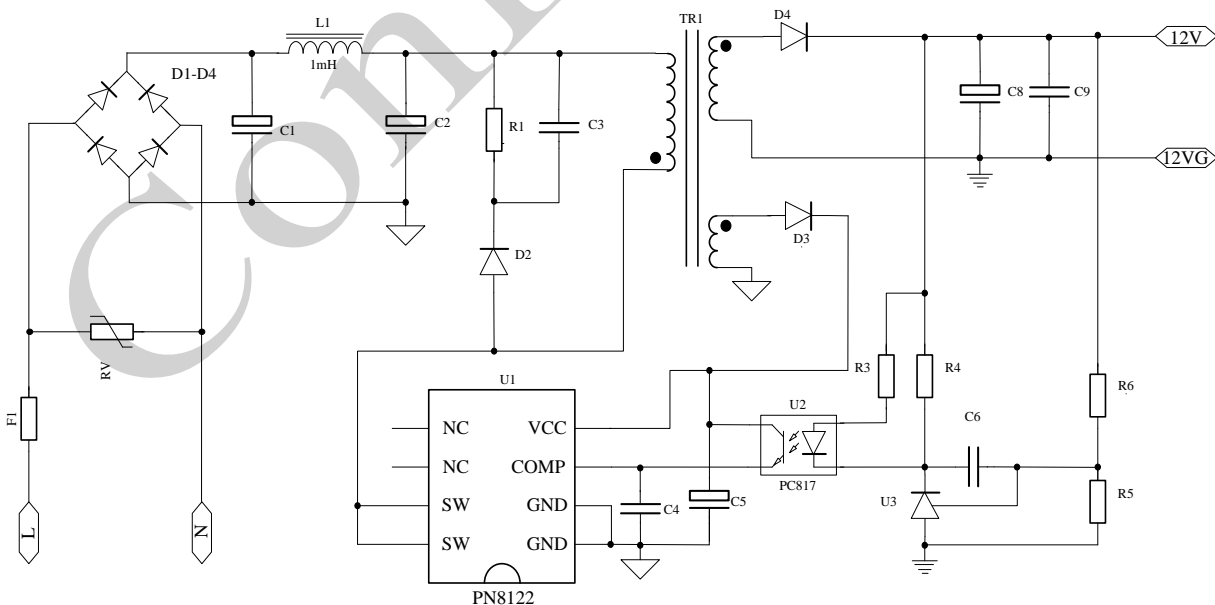 L1
1mH
TR1
D4
12V
D1-D4
C1
C2
R1
C3
C8
C9
12VG
D3
D2
RV
F1
U1
R3
R4
U2
C6
R6
NC
VCC
NC
COMP
PC817
SW
GND
C4
C5
U3
R5
SW
GND
L
N
PN8122
Con